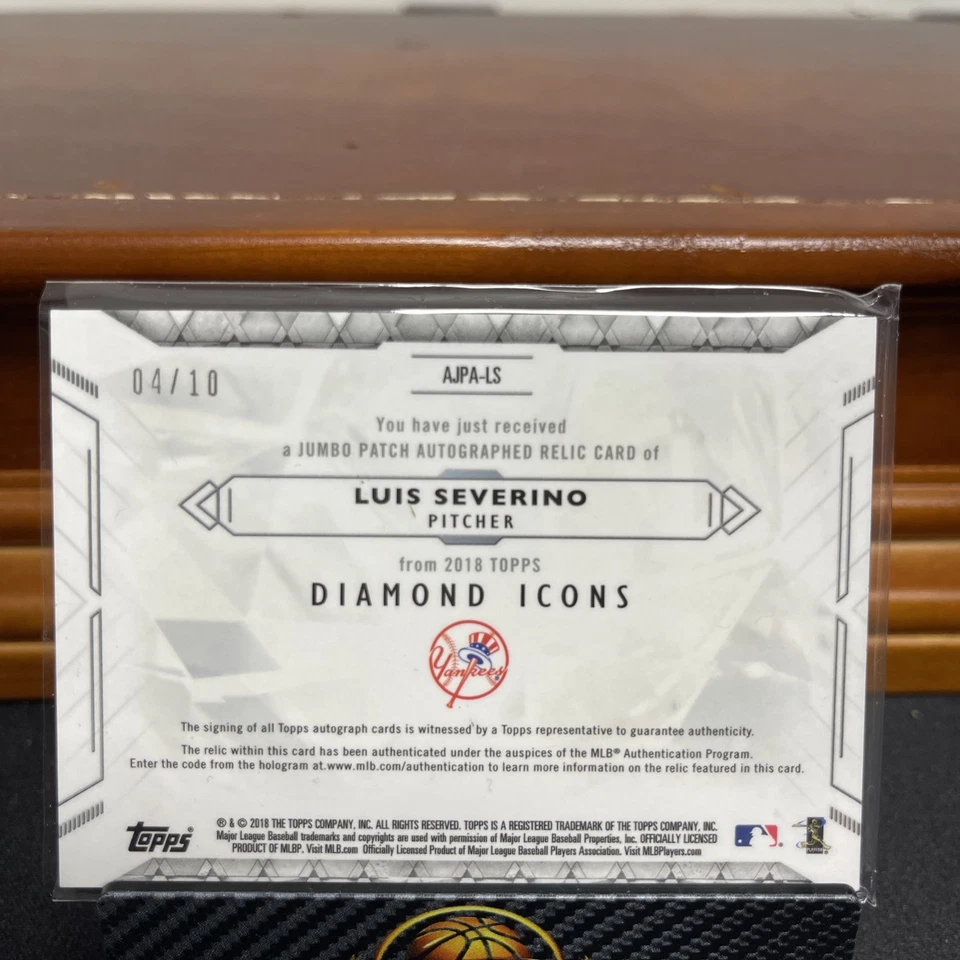 04/10
AJPA-LS
You have just received
a JUMBO PATCH AUTOGRAPHED RELIC CARD of
LUIS SEVERINO
PITCHER
from 2018 TOPPS
DIAMOND ICONS
Yankees
The signing of all Topps autograph cards is witnessed by a Topps representative to guarantee authenticity.
The relic within this card has been authenticated under the auspices of the MLB® Authentication Program.
Enter the code from the hologram at www.mlb.com/authentication to learn more information on the relic featured in this card.
topps®
® & © 2018 THE TOPPS COMPANY, INC. ALL RIGHTS RESERVED. TOPPS IS A REGISTERED TRADEMARK OF THE TOPPS COMPANY, INC.
Major League Baseball trademarks and copyrights are used with permission of Major League Baseball Properties, Inc. OFFICIALLY LICENSED
PRODUCT OF MLBP. Visit MLB.com Officially Licensed Product of Major League Baseball Players Association. Visit MLBPlayers.com